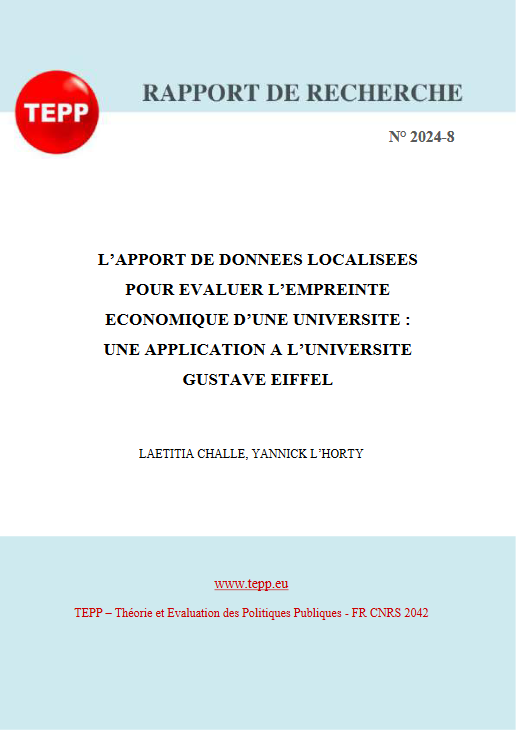 TEPP
RAPPORT DE RECHERCHE
N° 2024-8
L’APPORT DE DONNEES LOCALISEES
POUR EVALUER L’EMPREINTE
ECONOMIQUE D’UNE UNIVERSITE :
UNE APPLICATION A L’UNIVERSITE
GUSTAVE EIFFEL
LAETITIA CHALLE, YANNICK L’HORTY
www.tepp.eu
TEPP – Théorie et Evaluation des Politiques Publiques - FR CNRS 2042